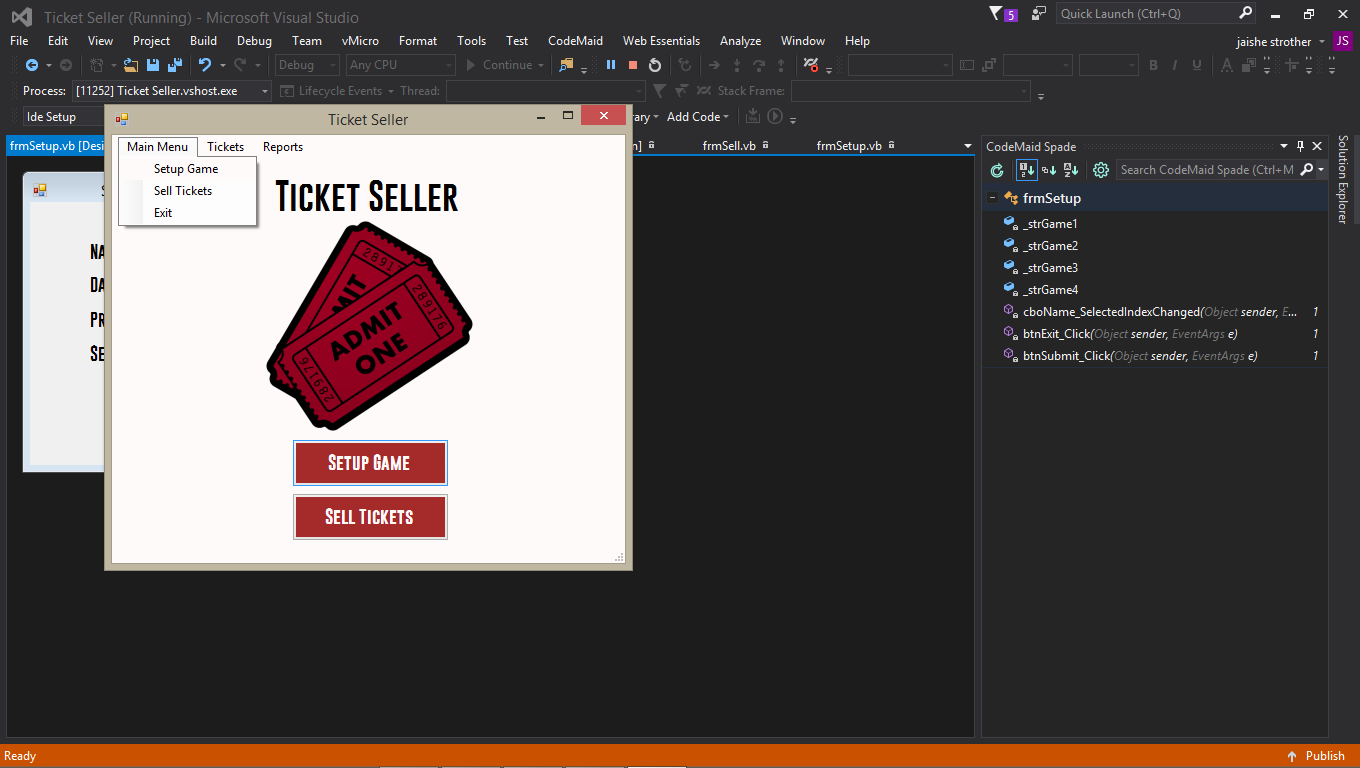 Ticket Seller (Running) - Microsoft Visual Studio
5
Quick Launch (Ctrl+Q)
File Edit View Project Build Debug Team vMicro Format Tools Test CodeMaid Web Essentials Analyze Window Help
jaishe strother JS
Debug Any CPU Continue
B I U A
Process: [11252] Ticket Seller.vshost.exe Lifecycle Events Thread: Stack Frame:
Ide Setup
Add Code
frmSetup.vb
frmSell.vb
frmSetup.vb
Ticket Seller
Main Menu Tickets Reports
Setup Game
Sell Tickets
Exit
Ticket Seller
ADMIT
ONE
289176
289176
Setup Game
Sell Tickets
CodeMaid Spade
Search CodeMaid Spade (Ctrl+M
frmSetup
_strGame1
_strGame2
_strGame3
_strGame4
cboName_SelectedIndexChanged(Object sender, E... 1
btnExit_Click(Object sender, EventArgs e) 1
btnSubmit_Click(Object sender, EventArgs e) 1
Solution Explorer
Ready
Publish